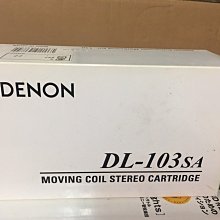 DENON
DL-103SA
MOVING COIL STEREO CARTRIDGE